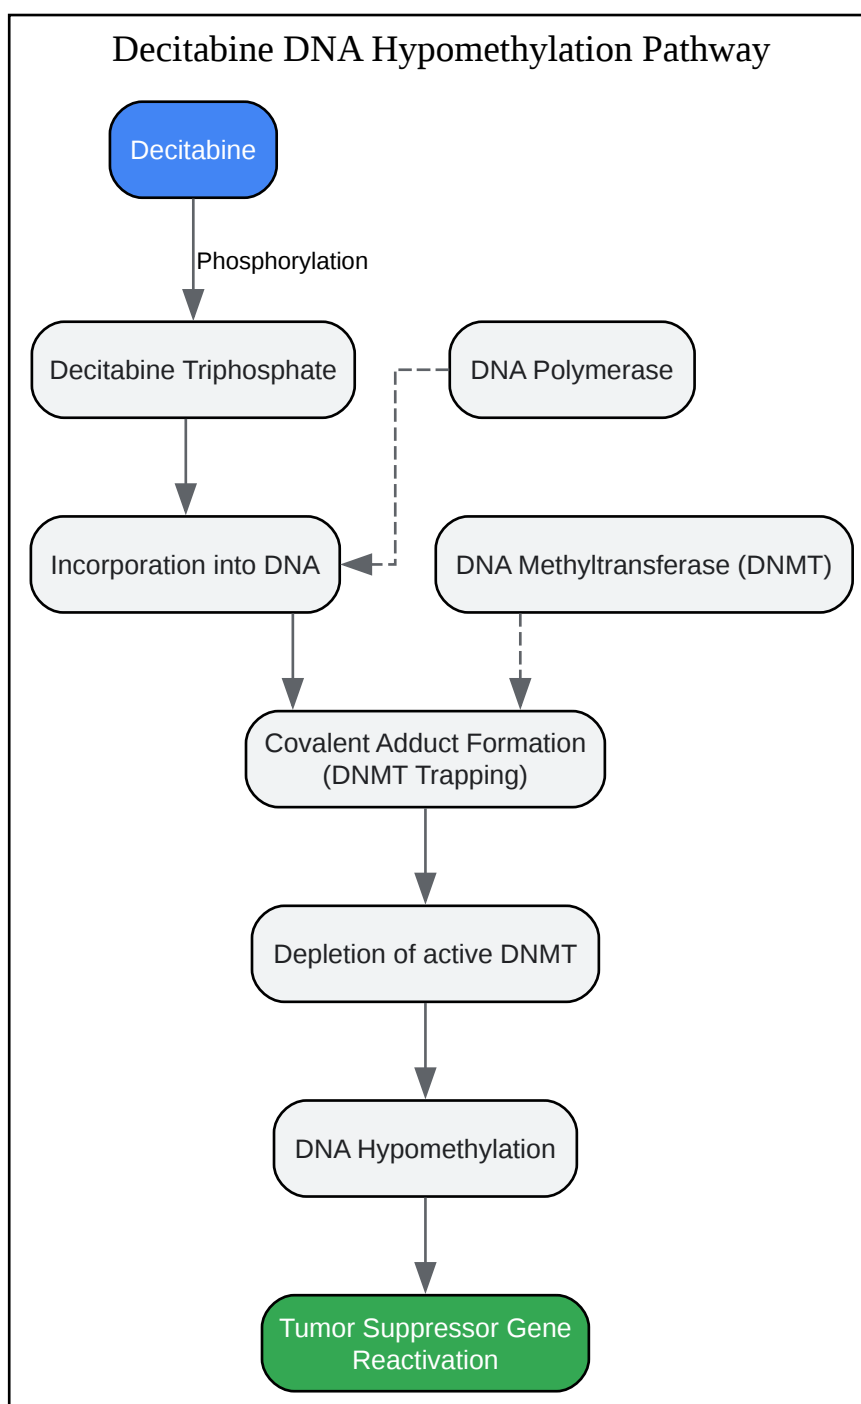 Decitabine DNA Hypomethylation Pathway
Decitabine
Phosphorylation
Decitabine Triphosphate
DNA Polymerase
Incorporation into DNA
DNA Methyltransferase (DNMT)
Covalent Adduct Formation
(DNMT Trapping)
Depletion of active DNMT
DNA Hypomethylation
Tumor Suppressor Gene
Reactivation